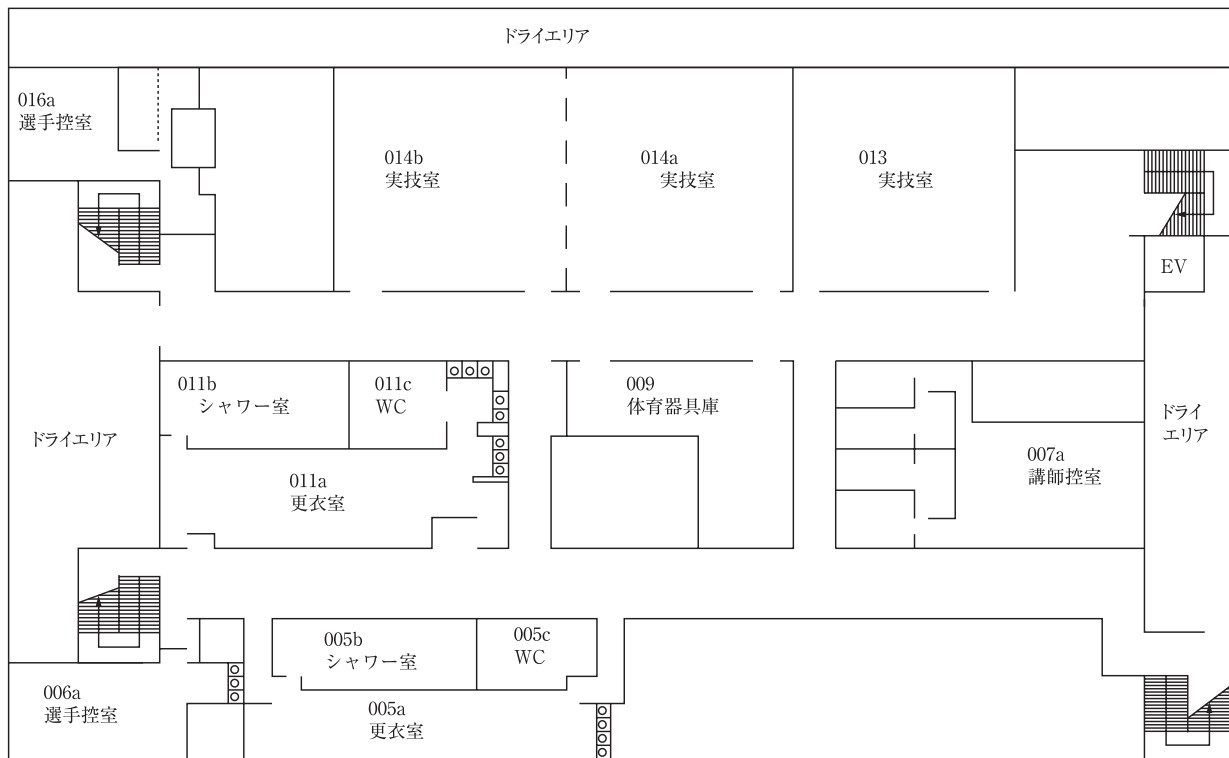 ドライエリア
016a
選手控室
014b
実技室
014a
実技室
013
実技室
EV
011b
シャワー室
011c
WC
009
体育器具庫
ドライ
エリア
ドライエリア
007a
講師控室
011a
更衣室
005b
シャワー室
005c
WC
006a
選手控室
005a
更衣室